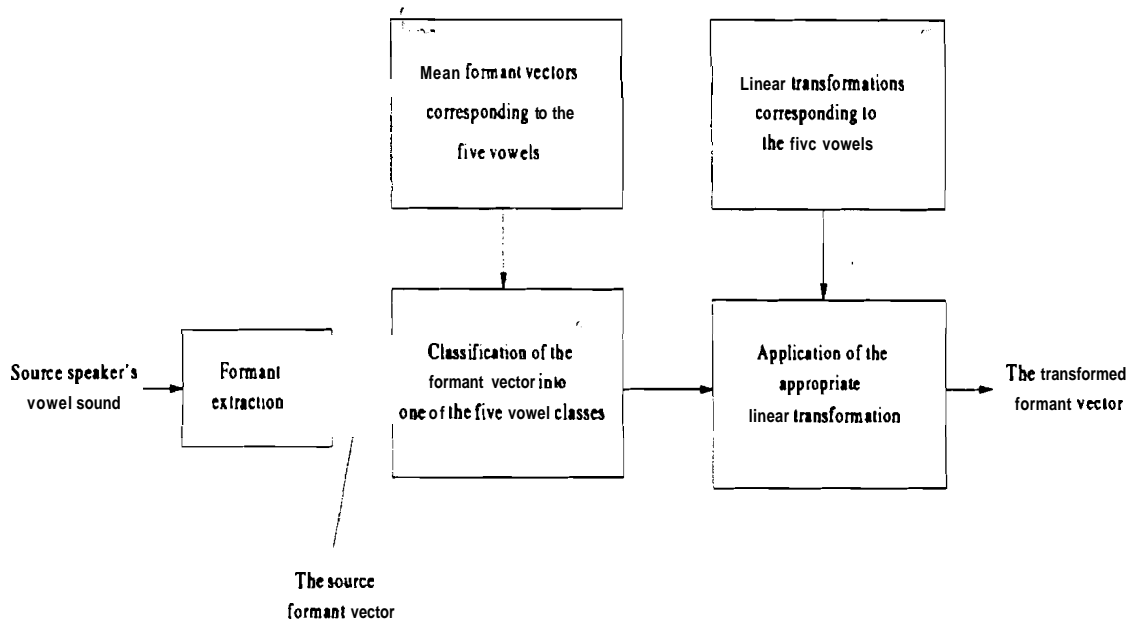 Mean formant vectors
corresponding to the
five vowels
Linear transformations
corresponding to
the fivc vowels
Source speaker's
vowel sound
Formant
extraction
Classification of the
formant vector into
one of the five vowel classes
Application of the
appropriate
linear transformation
The transformed
formant vector
The source
formant vector